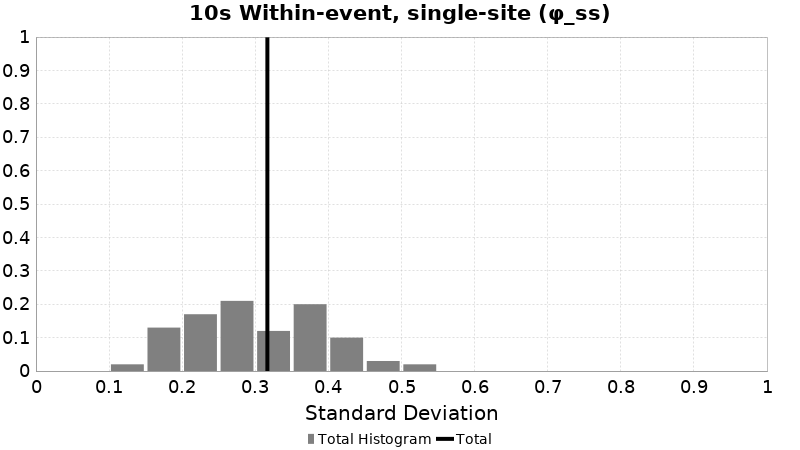 10s Within-event, single-site (φ_ss)
1
0.9
0.8
0.7
0.6
0.5
0.4
0.3
0.2
0.1
0
0 0.1 0.2 0.3 0.4 0.5 0.6 0.7 0.8 0.9 1
Standard Deviation
Total Histogram Total